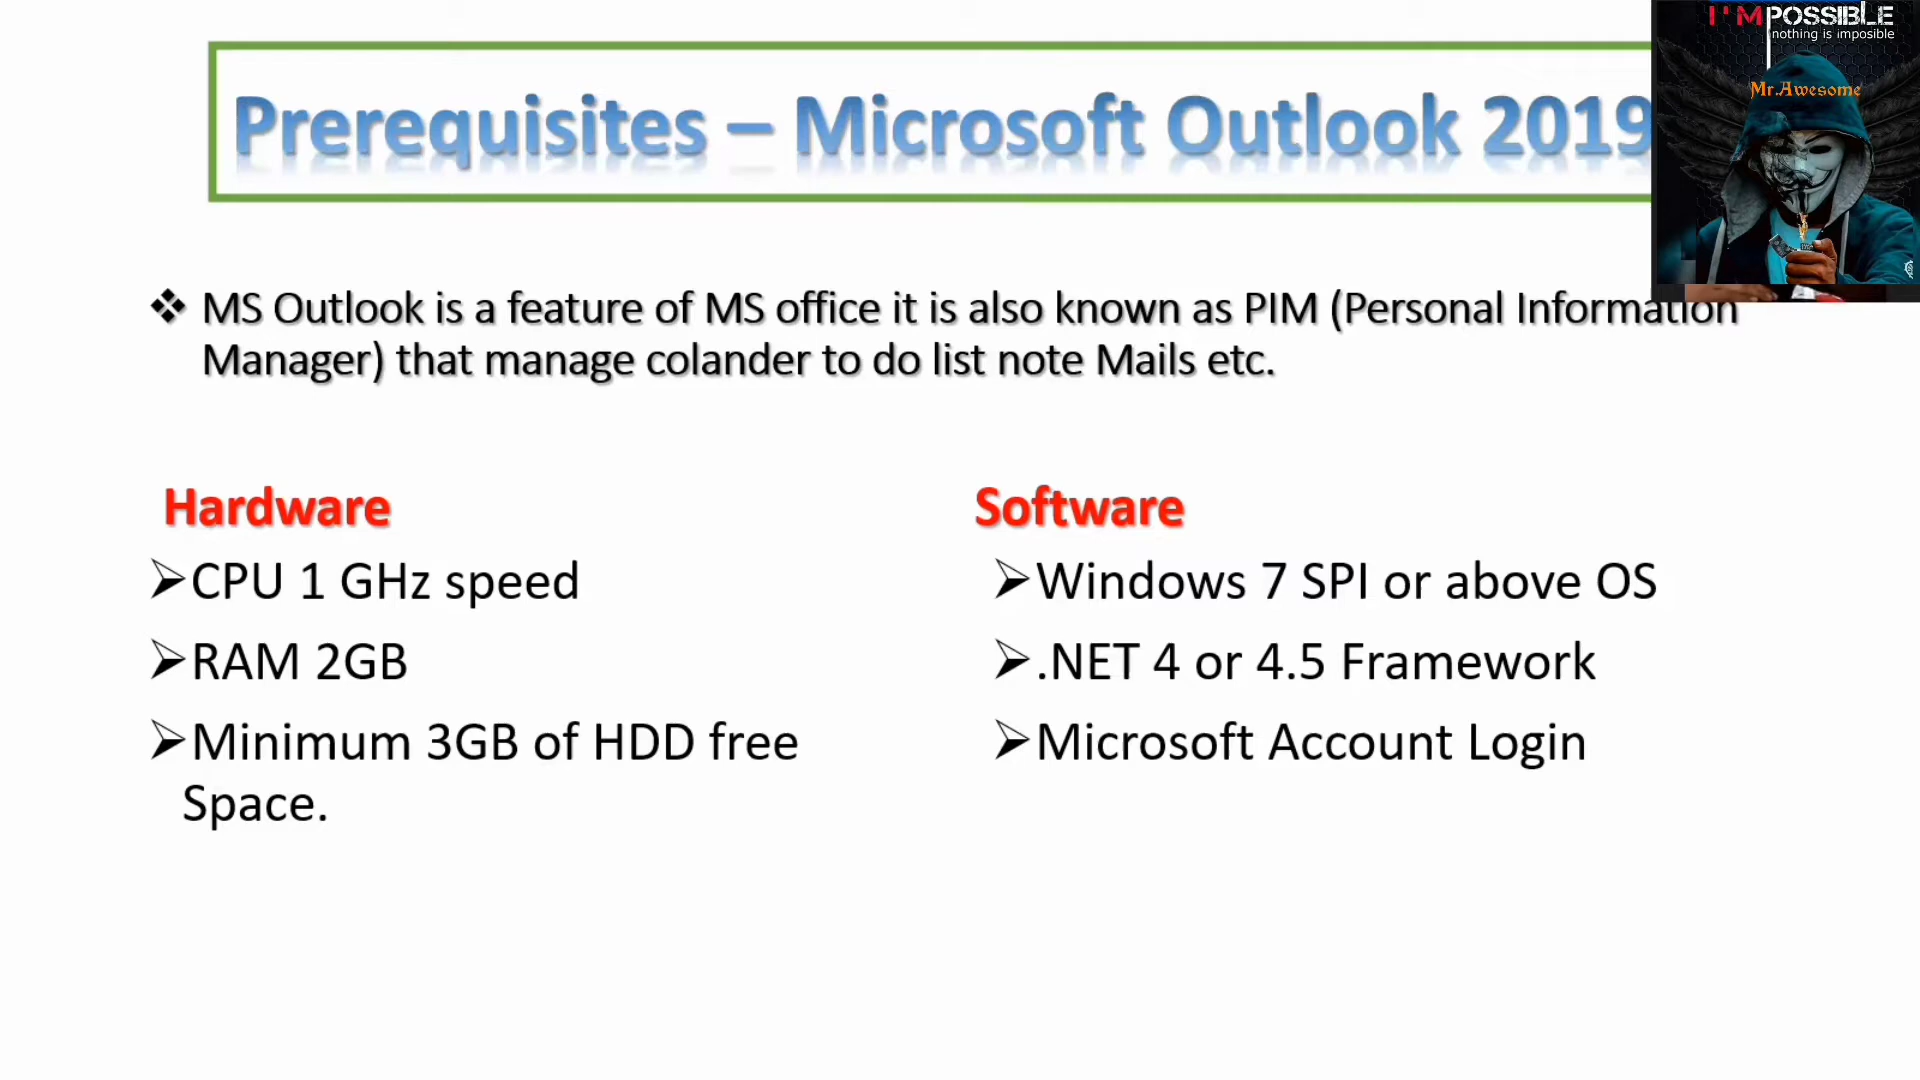 I'MPOSSIBLE
nothing is imposible
Mr.Awesome
Prerequisites – Microsoft Outlook 2019
❖ MS Outlook is a feature of MS office it is also known as PIM (Personal Information
Manager) that manage colander to do list note Mails etc.
Hardware
➢CPU 1 GHz speed
➢RAM 2GB
➢Minimum 3GB of HDD free
Space.
Software
➢Windows 7 SPI or above OS
➢.NET 4 or 4.5 Framework
➢Microsoft Account Login